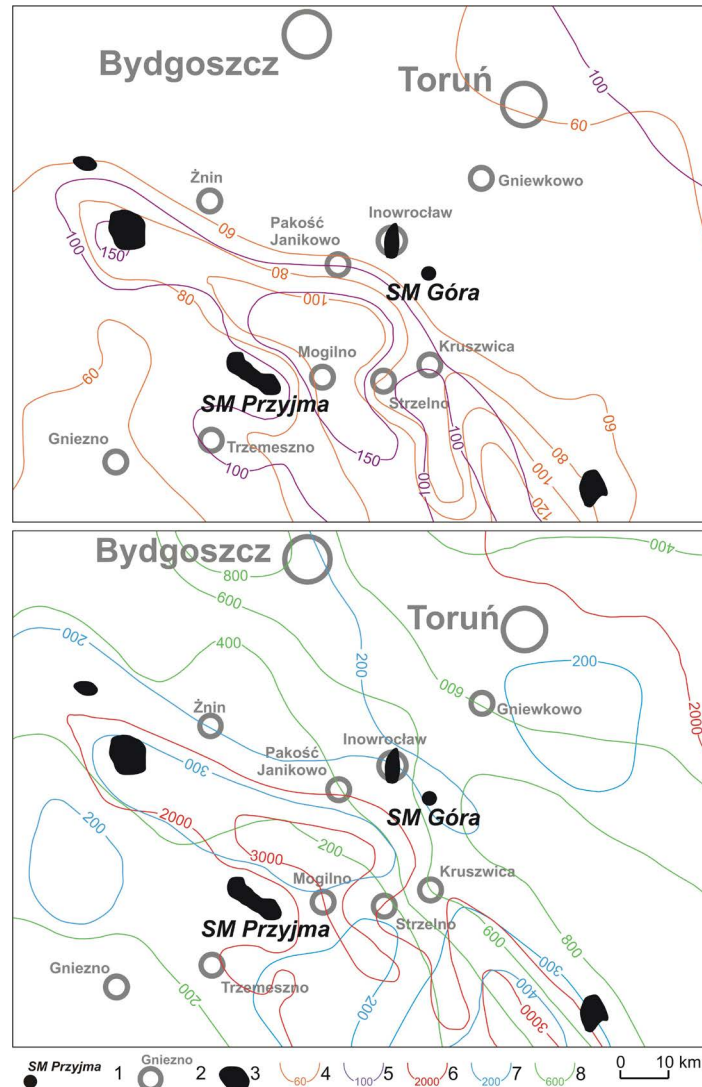 Bydgoszcz
100
Toruń
60
Żnin
Gniewkowo
60
Inowrocław
Pakość
Janikowo
100
150
80
SM Góra
80
100
60
Mogilno
Kruszwica
SM Przyjma
Strzelno
60
Gniezno
Trzemeszno
100
150
100
80
100
100
120
Bydgoszcz
400
800
600
Toruń
200
400
200
200
600
Żnin
Gniewkowo
2000
Inowrocław
Pakość
Janikowo
300
SM Góra
2000
200
200
3000
Mogilno
Kruszwica
SM Przyjma
Strzelno
800
600
300
Gniezno
Trzemeszno
400
200
200
3000
SM Przyjma 1 Gniezno 2 3 60 4 100 5 2000 6 200 7 600 8 0 10 km